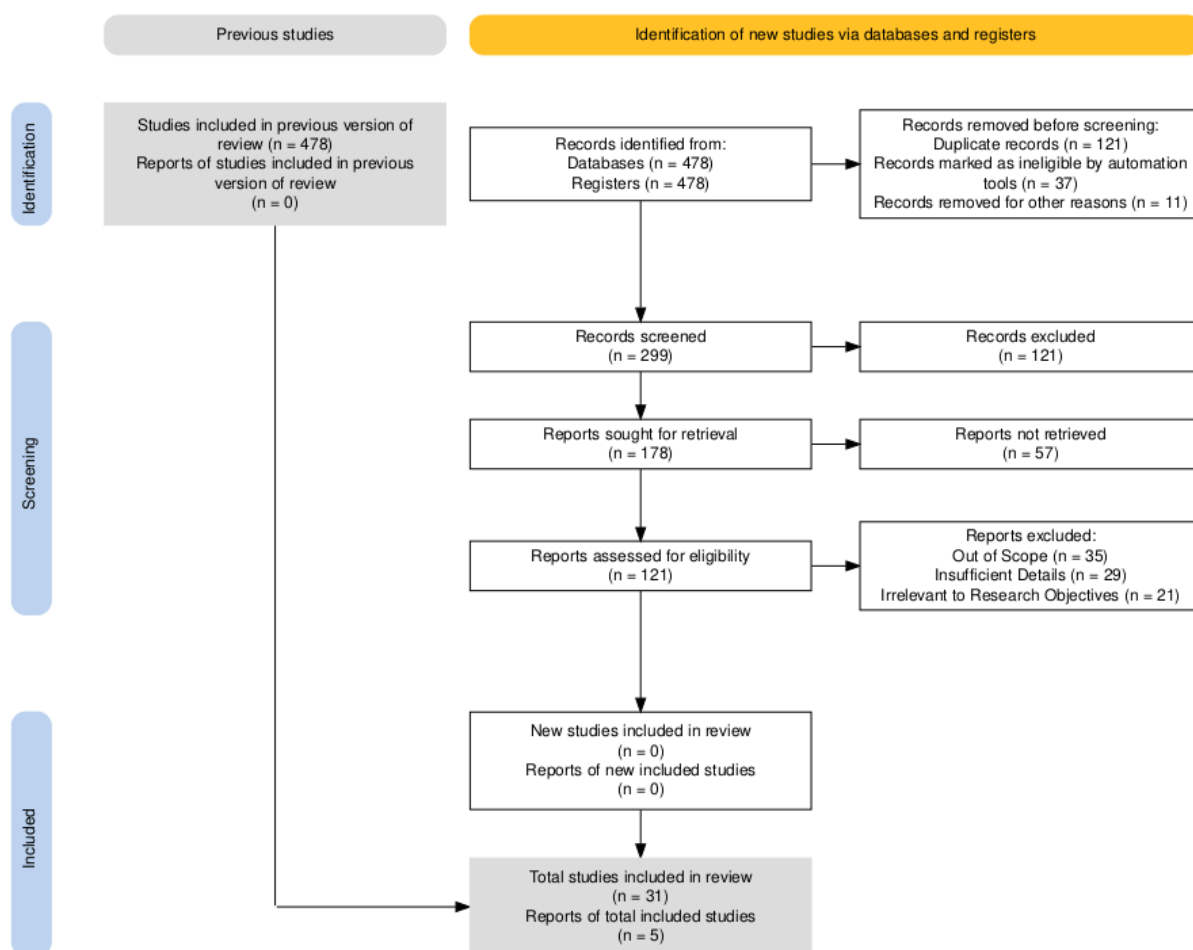 Previous studies
Identification of new studies via databases and registers
Identification
Studies included in previous version of
review (n = 478)
Reports of studies included in previous
version of review
(n = 0)
Records identified from:
Databases (n = 478)
Registers (n = 478)
Records removed before screening:
Duplicate records (n = 121)
Records marked as ineligible by automation
tools (n = 37)
Records removed for other reasons (n = 11)
Screening
Records screened
(n = 299)
Records excluded
(n = 121)
Reports sought for retrieval
(n = 178)
Reports not retrieved
(n = 57)
Reports assessed for eligibility
(n = 121)
Reports excluded:
Out of Scope (n = 35)
Insufficient Details (n = 29)
Irrelevant to Research Objectives (n = 21)
Included
New studies included in review
(n = 0)
Reports of new included studies
(n = 0)
Total studies included in review
(n = 31)
Reports of total included studies
(n = 5)